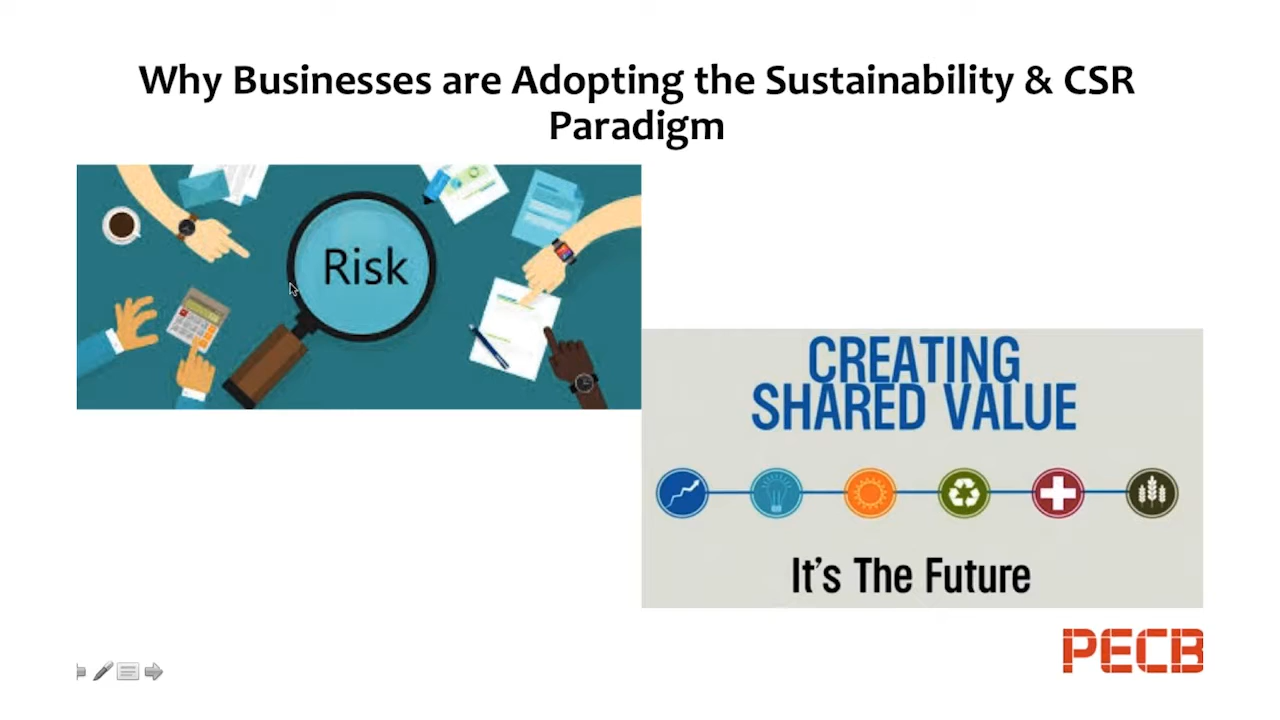 Why Businesses are Adopting the Sustainability & CSR
Paradigm
Risk
CREATING
SHARED VALUE
It's The Future
PECB